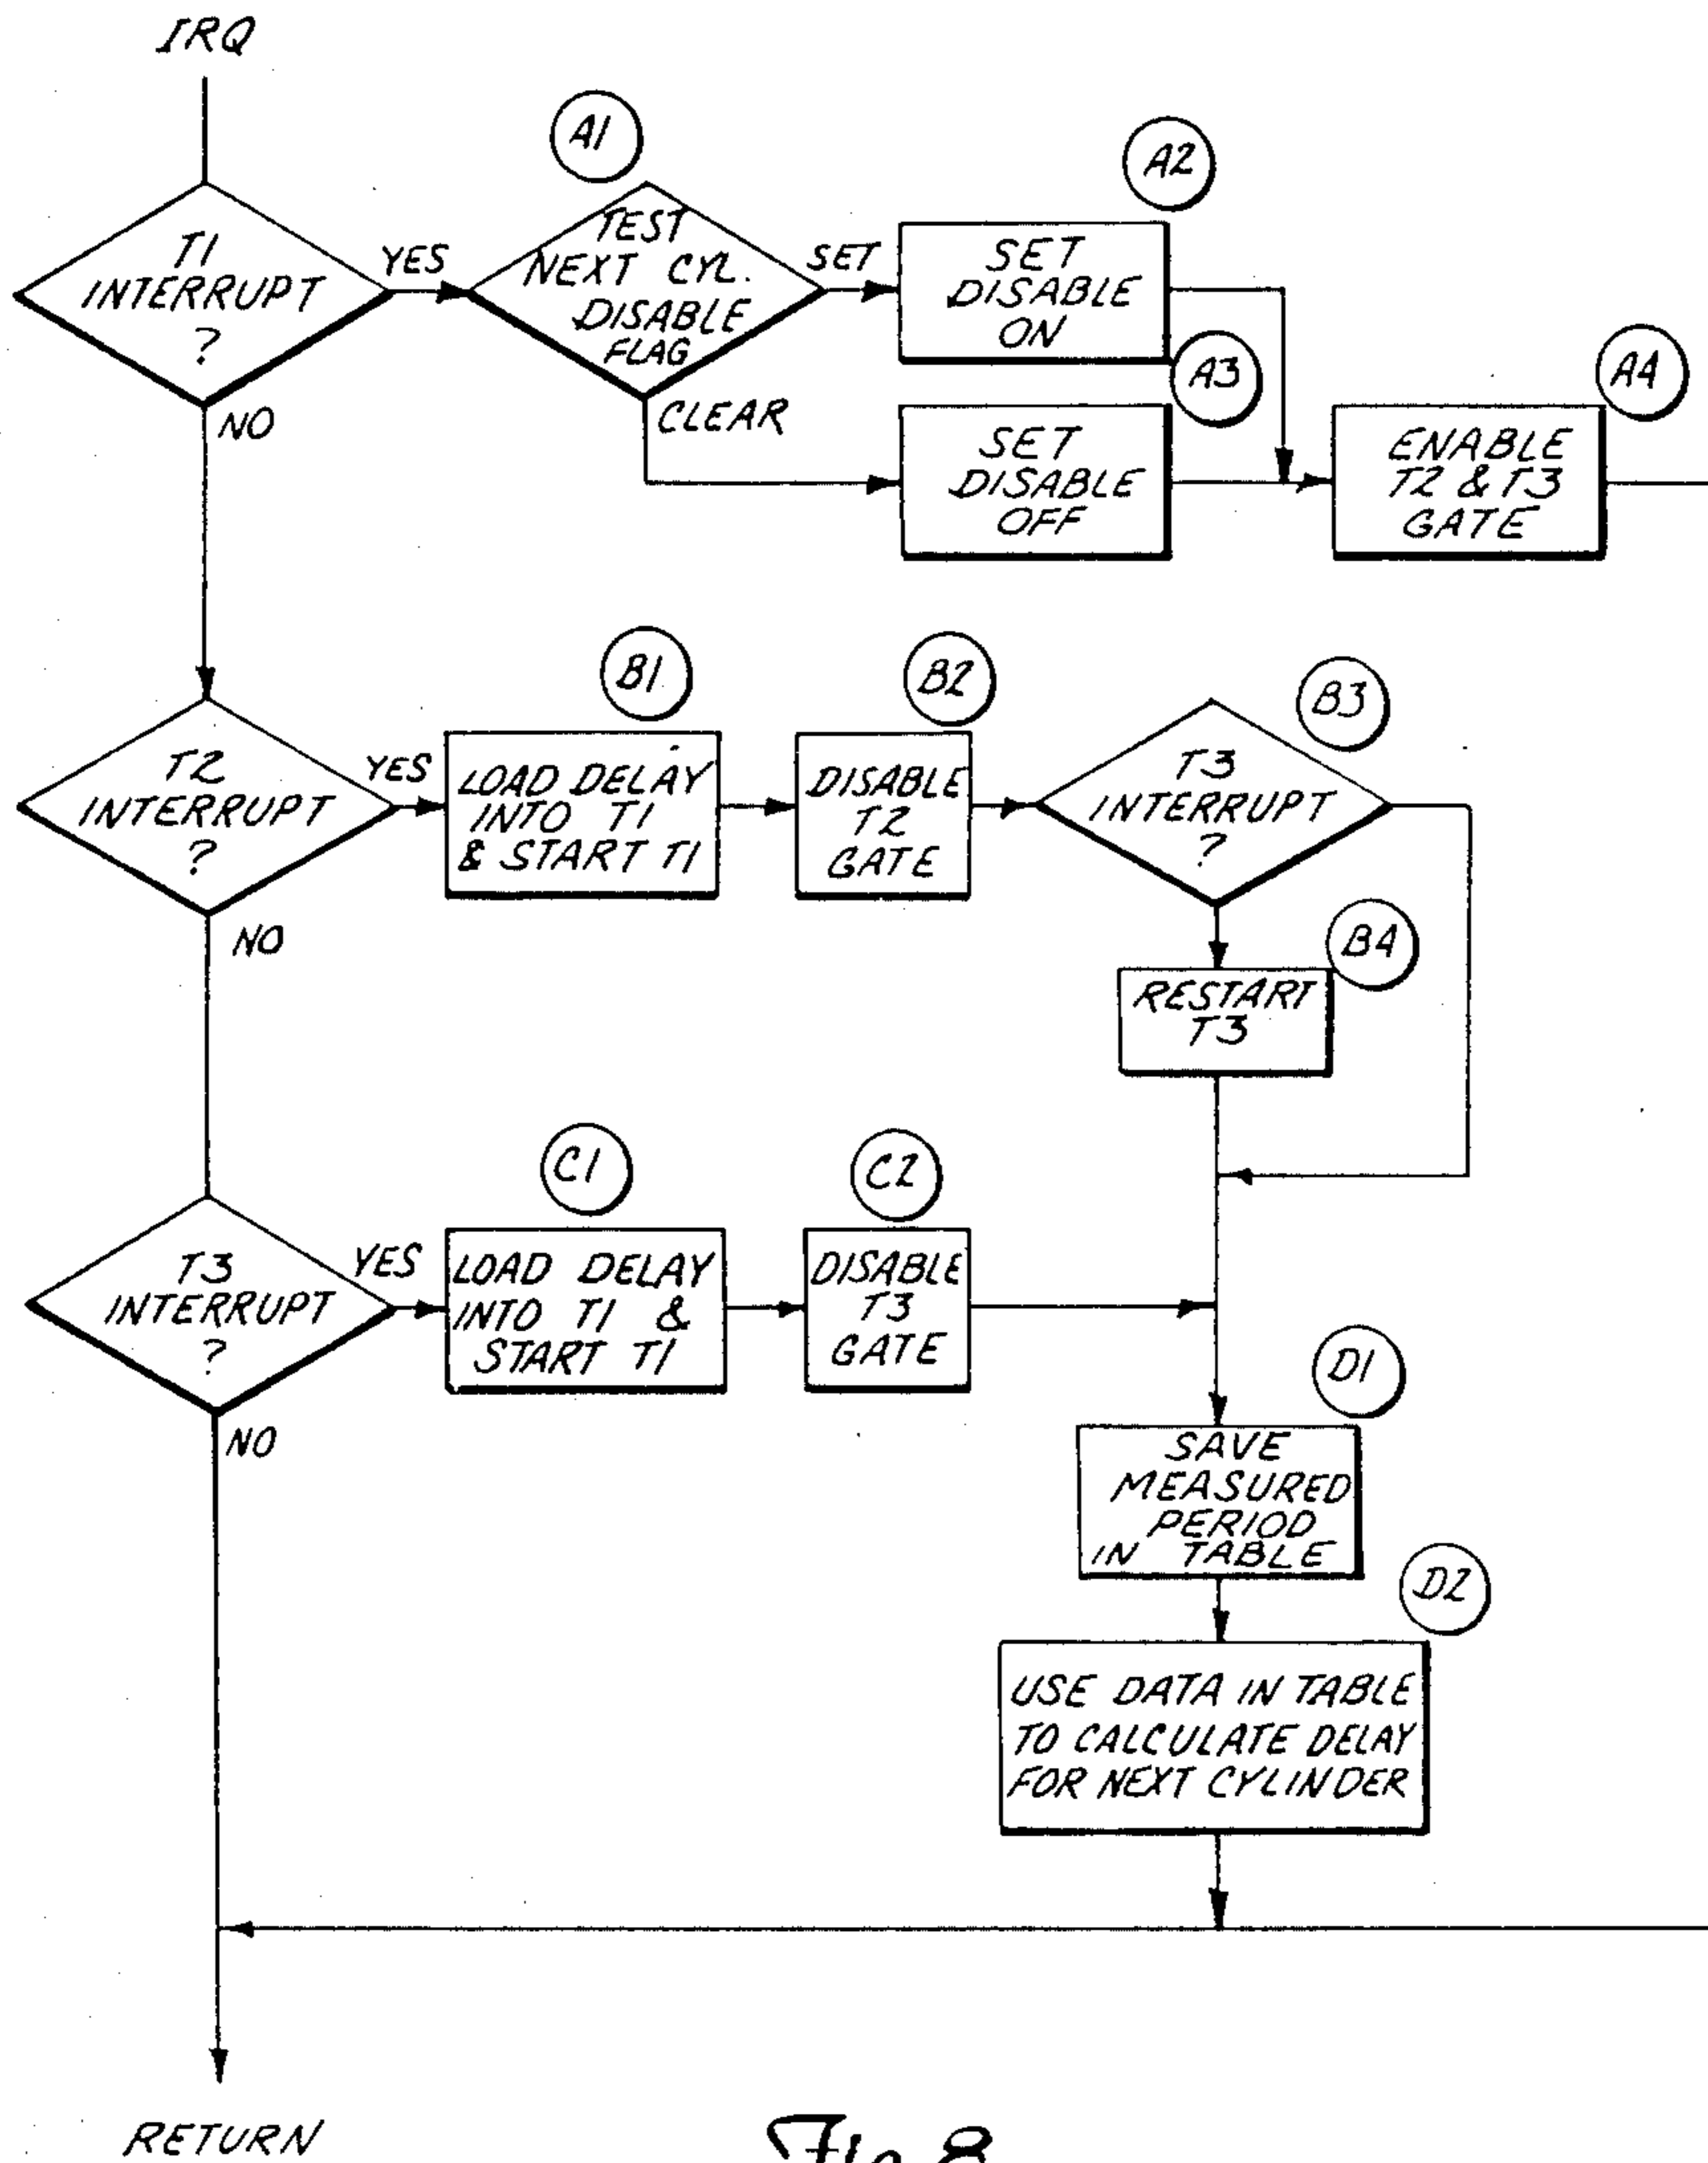 IRQ
T1
INTERRUPT
?
YES
NO
A1
TEST
NEXT CYL.
DISABLE
FLAG
SET
CLEAR
A2
SET
DISABLE
ON
A3
SET
DISABLE
OFF
A4
ENABLE
T2 & T3
GATE
T2
INTERRUPT
?
YES
NO
B1
LOAD DELAY
INTO T1
& START T1
B2
DISABLE
T2
GATE
B3
T3
INTERRUPT
?
B4
RESTART
T3
T3
INTERRUPT
?
YES
NO
C1
LOAD DELAY
INTO T1 &
START T1
C2
DISABLE
T3
GATE
D1
SAVE
MEASURED
PERIOD
IN TABLE
D2
USE DATA IN TABLE
TO CALCULATE DELAY
FOR NEXT CYLINDER
RETURN
Fig 8